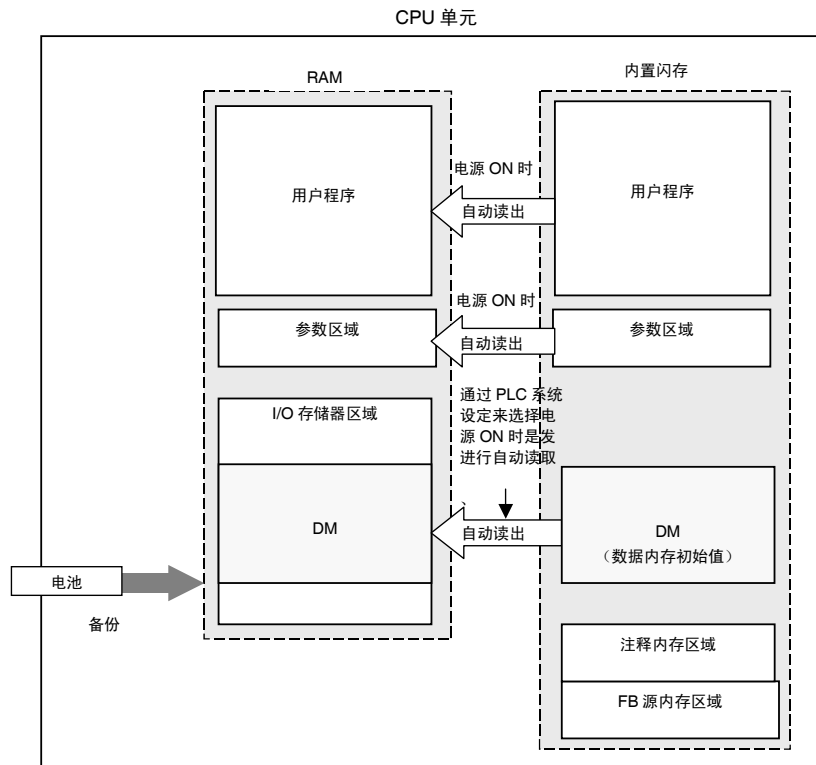 CPU 单元
RAM
内置闪存
用户程序
电源 ON 时
自动读出
用户程序
参数区域
电源 ON 时
自动读出
参数区域
I/O 存储器区域
通过 PLC 系统
设定来选择电
源 ON 时是发
进行自动读取
、
DM
自动读出
DM
（数据内存初始值）
电池
备份
注释内存区域
FB 源内存区域